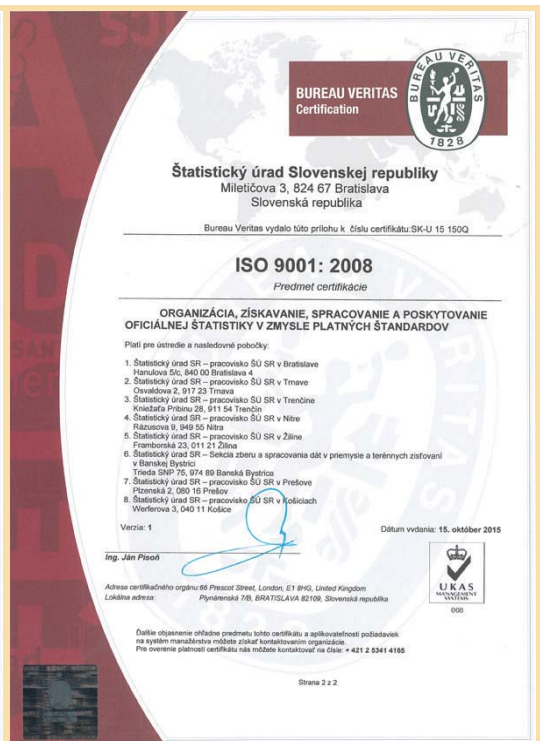 BUREAU VERITAS
Certification
BUREAU VERITAS
1828
Štatistický úrad Slovenskej republiky
Miletičova 3, 824 67 Bratislava
Slovenská republika
Bureau Veritas vydalo túto prílohu k číslu certifikátu:SK-U 15 150Q
ISO 9001: 2008
Predmet certifikácie
ORGANIZÁCIA, ZÍSKAVANIE, SPRACOVANIE A POSKYTOVANIE
OFICIÁLNEJ ŠTATISTIKY V ZMYSLE PLATNÝCH ŠTANDARDOV
Platí pre ústredie a nasledovné pobočky:
1. Štatistický úrad SR – pracovisko ŠÚ SR v Bratislave
Hanulova 5/c, 840 00 Bratislava 4
2. Štatistický úrad SR – pracovisko ŠÚ SR v Trnave
Osvaldova 2, 917 23 Trnava
3. Štatistický úrad SR – pracovisko ŠÚ SR v Trenčine
Kniežaťa Pribinu 28, 911 54 Trenčín
4. Štatistický úrad SR – pracovisko ŠÚ SR v Nitre
Rázusova 9, 949 55 Nitra
5. Štatistický úrad SR – pracovisko ŠÚ SR v Žiline
Framborská 23, 011 21 Žilina
6. Štatistický úrad SR – Sekcia zberu a spracovania dát v priemysle a terénnych zisťovaní
v Banskej Bystrici
Trieda SNP 75, 974 89 Banská Bystrica
7. Štatistický úrad SR – pracovisko ŠÚ SR v Prešove
Plzenská 2, 080 16 Prešov
8. Štatistický úrad SR – pracovisko ŠÚ SR v Košiciach
Werferova 3, 040 11 Košice
Verzia: 1
Dátum vydania: 15. október 2015
Ing. Ján Pisoň
Adresa certifikačného orgánu:66 Prescot Street, London, E1 8HG, United Kingdom
Lokálna adresa: Plynárenská 7/B, BRATISLAVA 82109, Slovenská republika
UKAS
MANAGEMENT
SYSTEMS
008
Ďalšie objasnenie ohľadne predmetu tohto certifikátu a aplikovateľnosti požiadaviek
na systém manažérstva môžete získať kontaktovaním organizácie.
Pre overenie platnosti certifikátu nás môžete kontaktovať na čísle: + 421 2 5341 4165
Strana 2 z 2